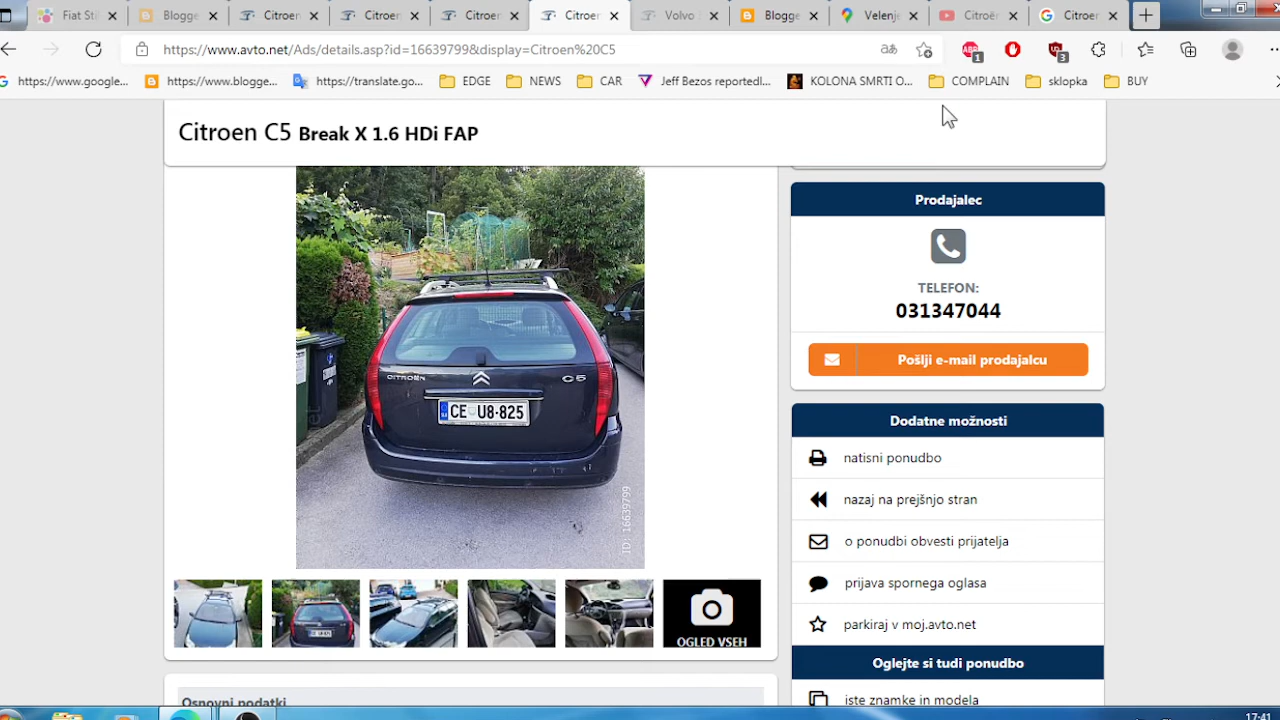 Fiat Sti
Blogge
Citroen
Citroen
Citroen
Citroen
Volvo
Blogge
Velenje
Citroën
Citroen
https://www.avto.net/Ads/details.asp?id=16639799&display=Citroen%20C5
1
3
https://www.google...
https://www.blogge...
https://translate.go...
EDGE
NEWS
CAR
Jeff Bezos reportedl...
KOLONA SMRTI O...
COMPLAIN
sklopka
BUY
Citroen C5 Break X 1.6 HDi FAP
CITROËN
C5
CE U8-825
ID: 16639799
OGLED VSEH
Osnovni podatki
Prodajalec
TELEFON:
031347044
Pošlji e-mail prodajalcu
Dodatne možnosti
natisni ponudbo
nazaj na prejšnjo stran
o ponudbi obvesti prijatelja
prijava spornega oglasa
parkiraj v moj.avto.net
Oglejte si tudi ponudbo
iste znamke in modela
17:41